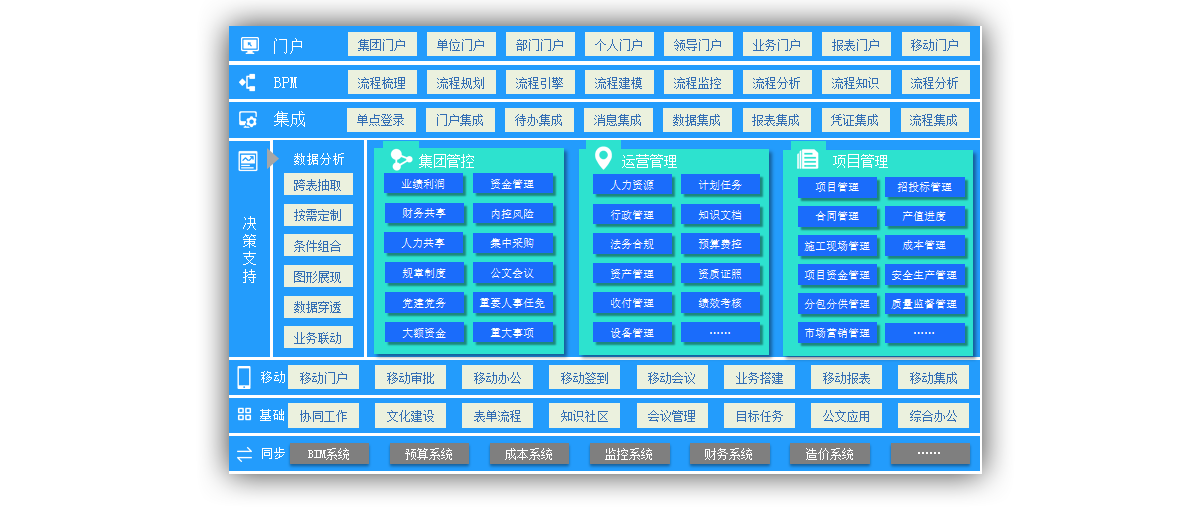 门户 集团门户 单位门户 部门门户 个人门户 领导门户 业务门户 报表门户 移动门户
BPM 流程梳理 流程规划 流程引擎 流程建模 流程监控 流程分析 流程知识 流程分析
集成 单点登录 门户集成 待办集成 消息集成 数据集成 报表集成 凭证集成 流程集成
决策支持
数据分析
跨表抽取
按需定制
条件组合
图形展现
数据穿透
业务联动
集团管控
业绩利润 资金管理
财务共享 内控风险
人力共享 集中采购
规章制度 公文会议
党建党务 重要人事任免
大额资金 重大事项
运营管理
人力资源 计划任务
行政管理 知识文档
法务合规 预算费控
资产管理 资质证照
收付管理 绩效考核
设备管理 ……
项目管理
项目管理 招投标管理
合同管理 产值进度
施工现场管理 成本管理
项目资金管理 安全生产管理
分包分供管理 质量监督管理
市场营销管理 ……
移动 移动门户 移动审批 移动办公 移动签到 移动会议 业务搭建 移动报表 移动集成
基础 协同工作 文化建设 表单流程 知识社区 会议管理 目标任务 公文应用 综合办公
同步 BIM系统 预算系统 成本系统 监控系统 财务系统 造价系统 ……